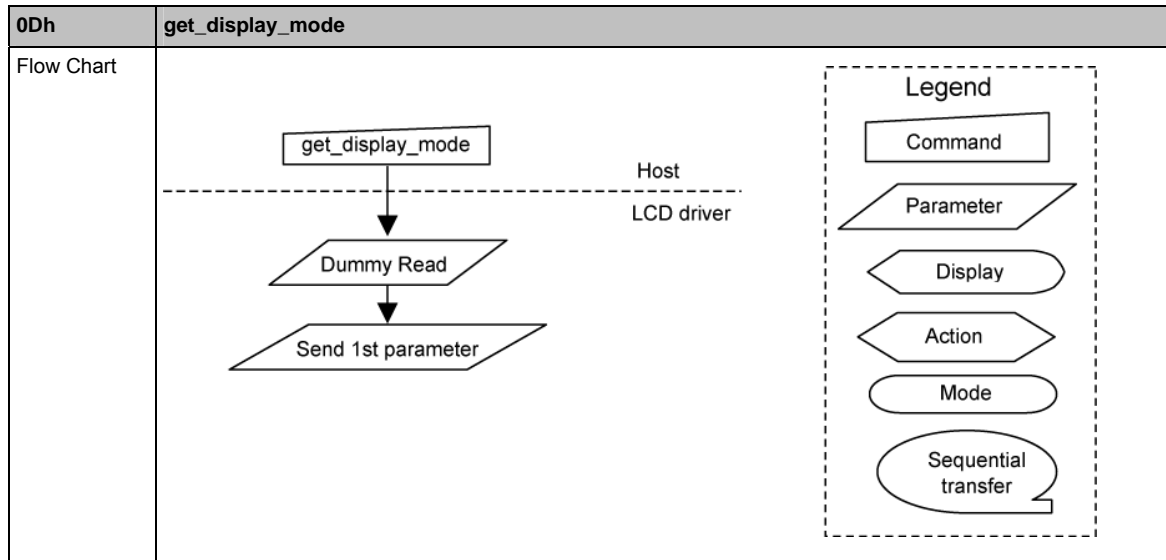 0Dh get_display_mode
Flow Chart
get_display_mode
Host
LCD driver
Dummy Read
Send 1st parameter
Legend
Command
Parameter
Display
Action
Mode
Sequential
transfer